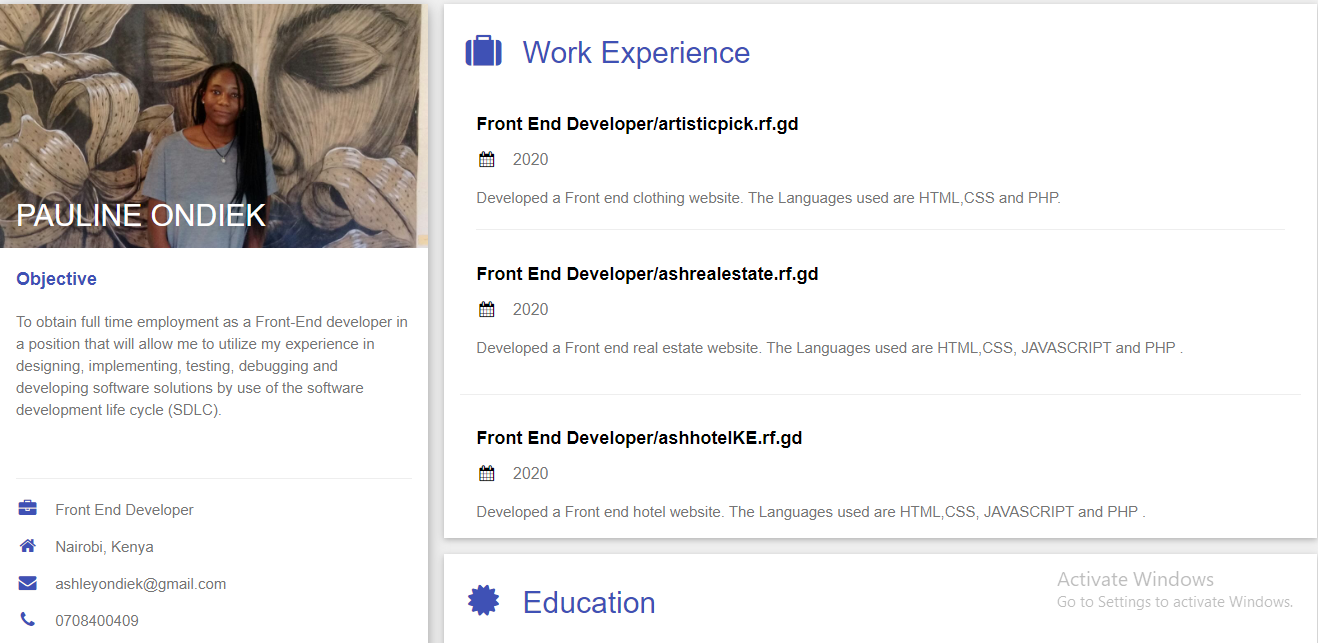 PAULINE ONDIEK
Objective
To obtain full time employment as a Front-End developer in
a position that will allow me to utilize my experience in
designing, implementing, testing, debugging and
developing software solutions by use of the software
development life cycle (SDLC).
Front End Developer
Nairobi, Kenya
ashleyondiek@gmail.com
0708400409
Work Experience
Front End Developer/artisticpick.rf.gd
2020
Developed a Front end clothing website. The Languages used are HTML,CSS and PHP.
Front End Developer/ashrealestate.rf.gd
2020
Developed a Front end real estate website. The Languages used are HTML,CSS, JAVASCRIPT and PHP .
Front End Developer/ashhotelKE.rf.gd
2020
Developed a Front end hotel website. The Languages used are HTML,CSS, JAVASCRIPT and PHP .
Education
Activate Windows
Go to Settings to activate Windows.